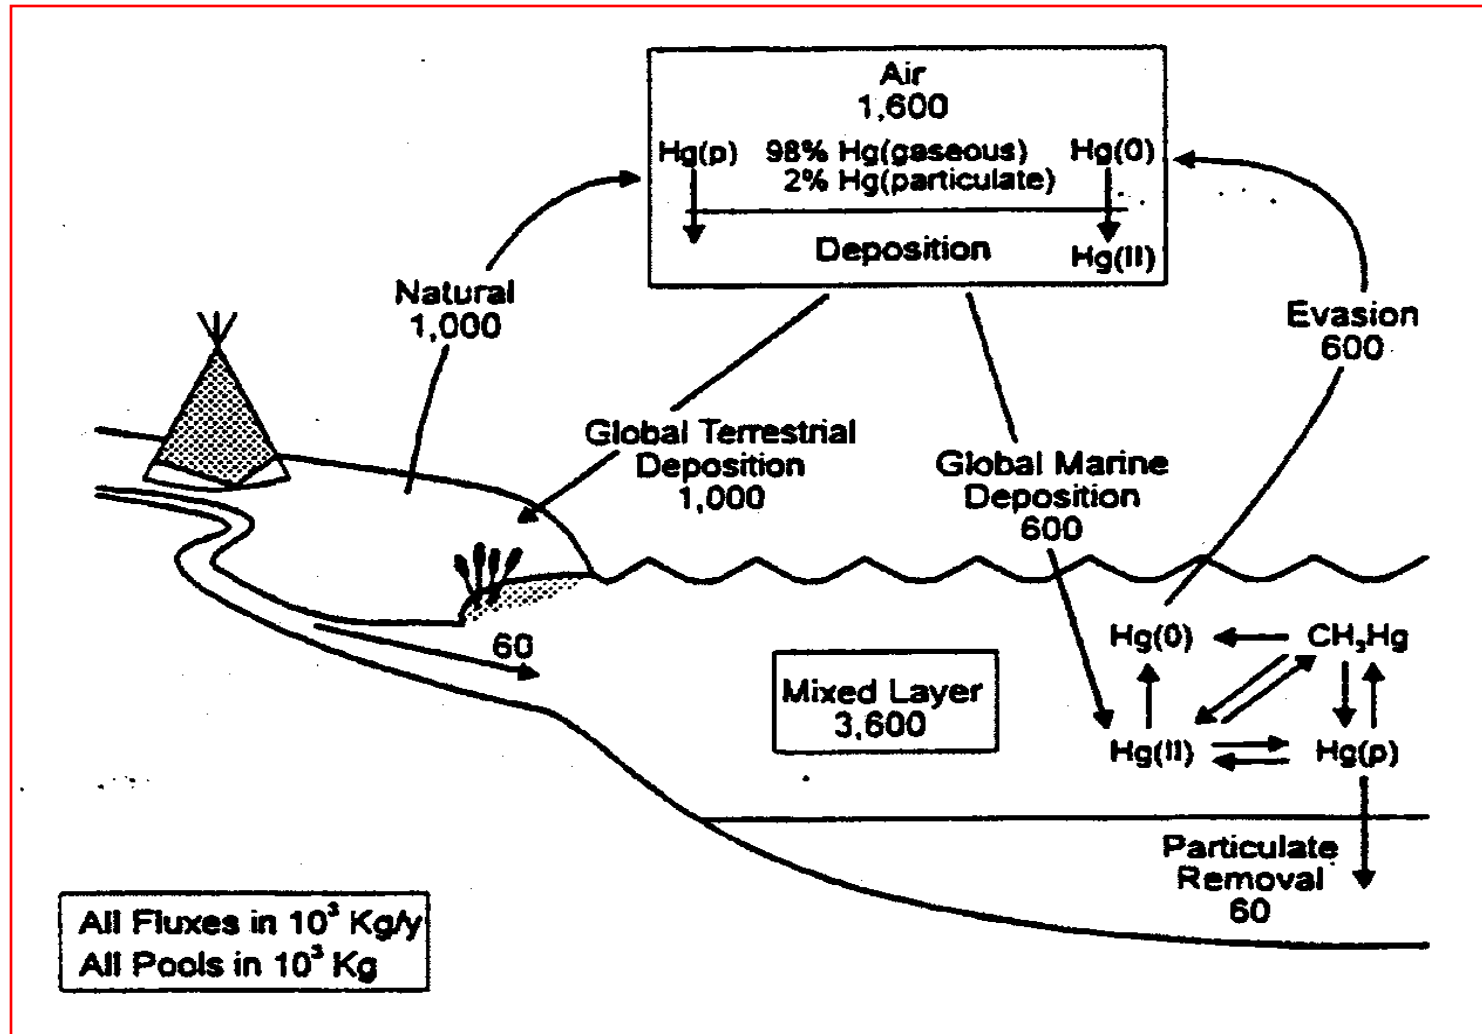 Air
1,600
Hg(p) 98% Hg(gaseous) Hg(0)
2% Hg(particulate)
Deposition Hg(II)
Natural
1,000
Evasion
600
Global Terrestrial
Deposition
1,000
Global Marine
Deposition
600
60
Hg(0) CH₃Hg
Mixed Layer
3,600
Hg(II) Hg(p)
Particulate
Removal
60
All Fluxes in 10³ Kg/y
All Pools in 10³ Kg